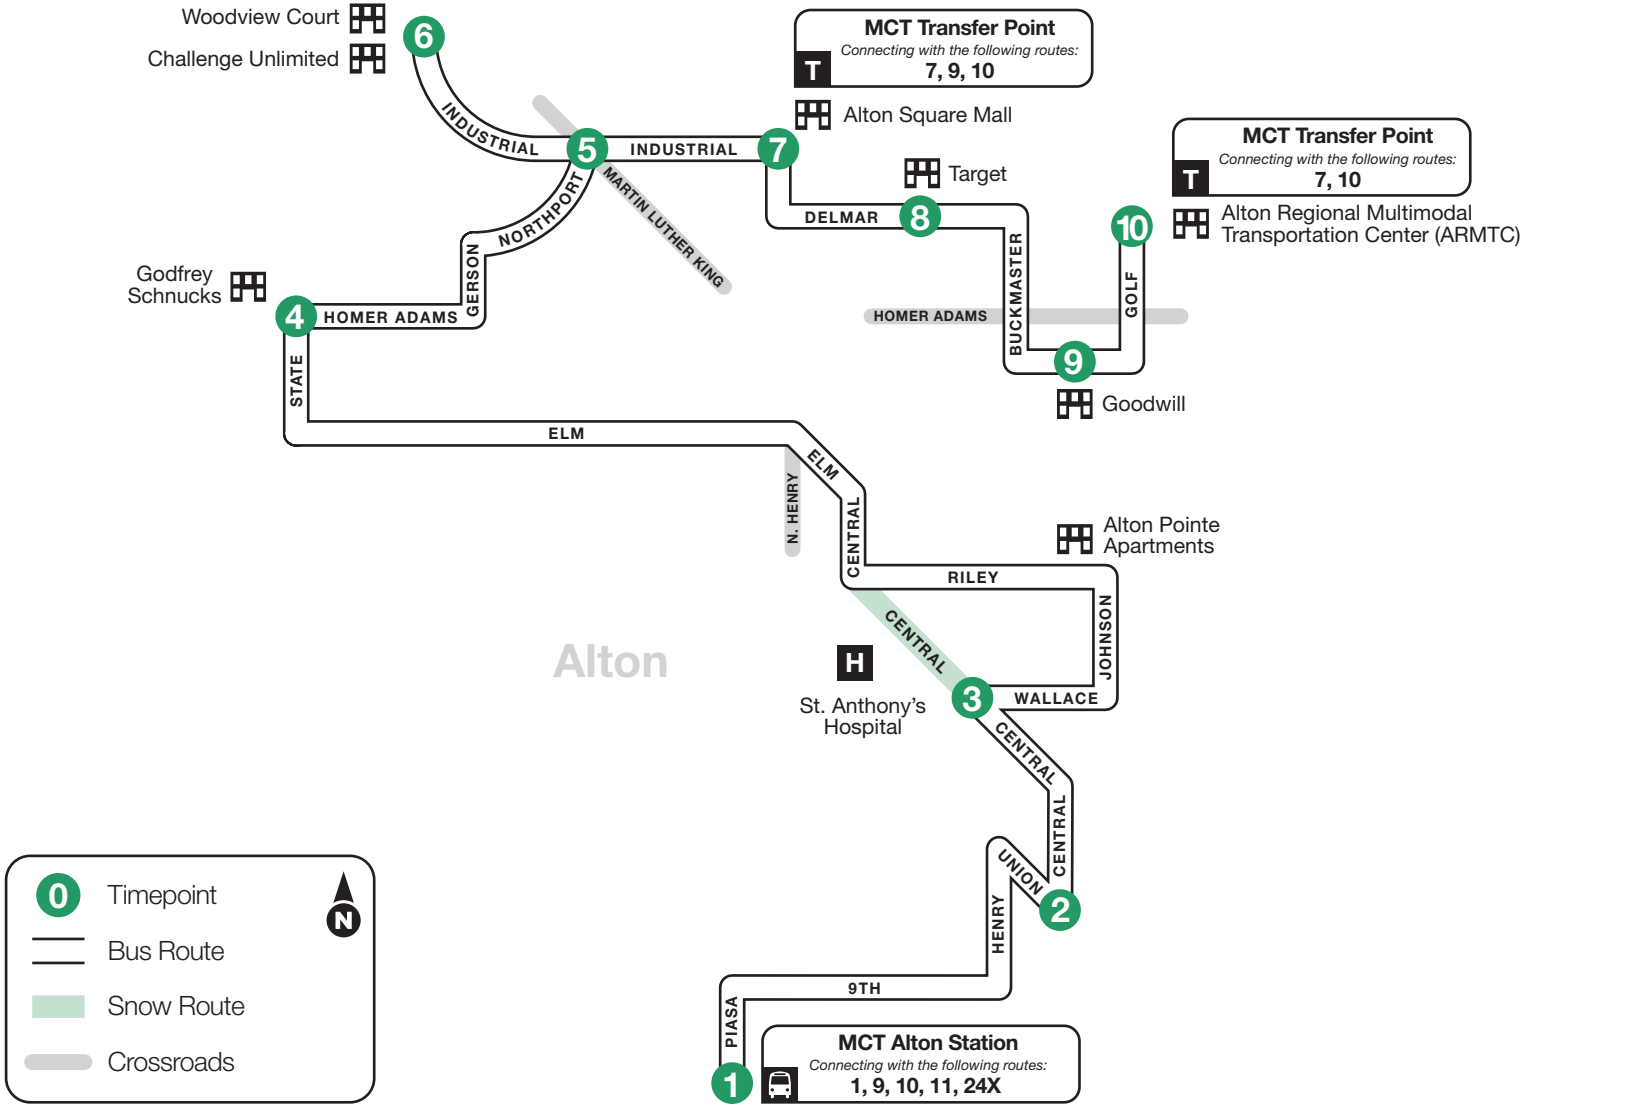 Woodview Court
6
Challenge Unlimited
MCT Transfer Point
Connecting with the following routes:
T
7, 9, 10
Alton Square Mall
INDUSTRIAL
5
INDUSTRIAL
7
MCT Transfer Point
Connecting with the following routes:
T
7, 10
Target
8
DELMAR
NORTHPORT
MARTIN LUTHER KING
10
Alton Regional Multimodal
Transportation Center (ARMTC)
Godfrey
Schnucks
GERSON
4
HOMER ADAMS
BUCKMASTER
GOLF
HOMER ADAMS
9
Goodwill
STATE
ELM
ELM
N. HENRY
CENTRAL
Alton Pointe
Apartments
RILEY
JOHNSON
CENTRAL
Alton
H
St. Anthony's
Hospital
3
WALLACE
CENTRAL
CENTRAL
UNION
2
HENRY
9TH
PIASA
1
MCT Alton Station
Connecting with the following routes:
1, 9, 10, 11, 24X
0
Timepoint
N
Bus Route
Snow Route
Crossroads